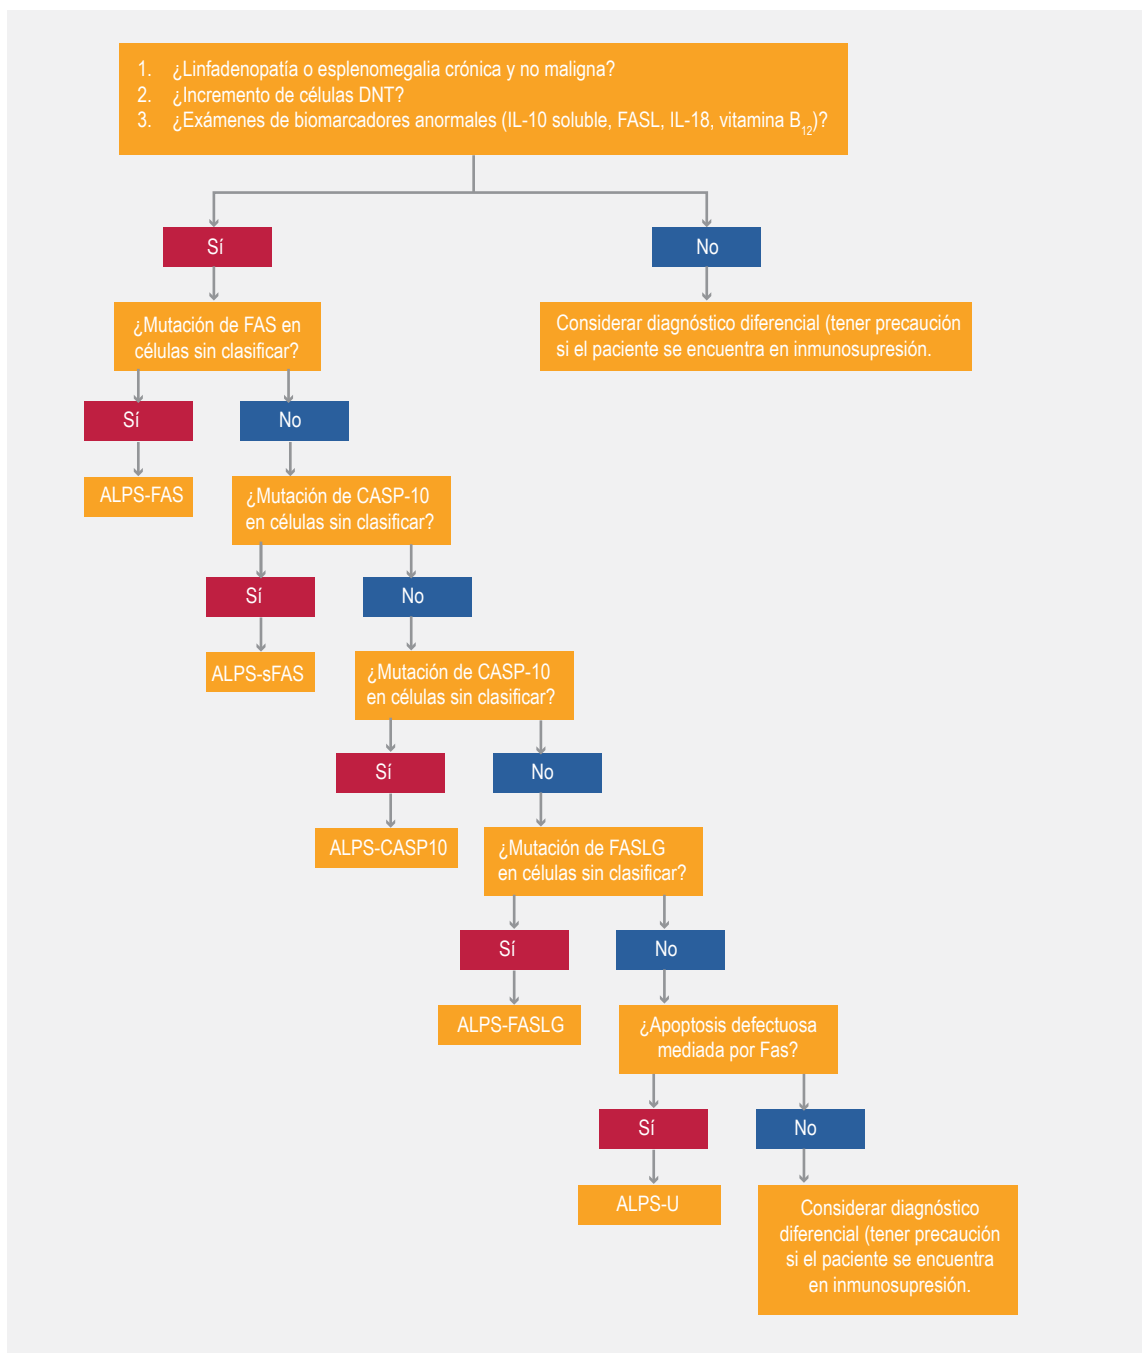 1. ¿Linfadenopatía o esplenomegalia crónica y no maligna?
2. ¿Incremento de células DNT?
3. ¿Exámenes de biomarcadores anormales (IL-10 soluble, FASL, IL-18, vitamina B12)?
Sí
No
¿Mutación de FAS en
células sin clasificar?
Considerar diagnóstico diferencial (tener precaución
si el paciente se encuentra en inmunosupresión.
Sí
No
ALPS-FAS
¿Mutación de CASP-10
en células sin clasificar?
Sí
No
ALPS-sFAS
¿Mutación de CASP-10
en células sin clasificar?
Sí
No
ALPS-CASP10
¿Mutación de FASLG
en células sin clasificar?
Sí
No
ALPS-FASLG
¿Apoptosis defectuosa
mediada por Fas?
Sí
No
ALPS-U
Considerar diagnóstico
diferencial (tener precaución
si el paciente se encuentra
en inmunosupresión.